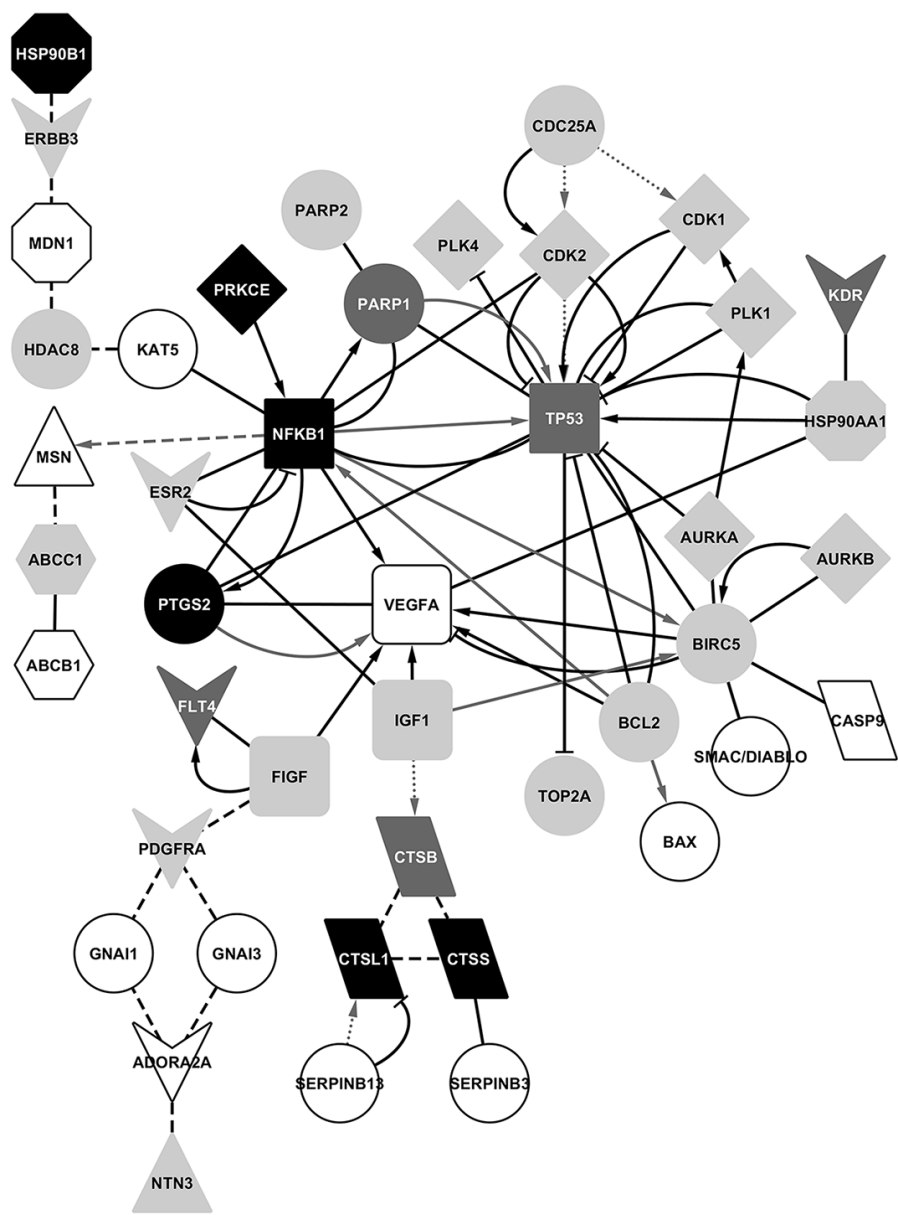 HSP90B1
ERBB3
CDC25A
PARP2
CDK1
MDN1
PLK4
CDK2
PRKCE
PARP1
PLK1
KDR
HDAC8
KAT5
TP53
HSP90AA1
NFKB1
MSN
ESR2
AURKA
AURKB
ABCC1
PTGS2
VEGFA
BIRC5
ABCB1
FLT4
IGF1
BCL2
CASP9
SMAC/DIABLO
FIGF
TOP2A
BAX
PDGFRA
CTSB
GNAI1
GNAI3
CTSL1
CTSS
ADORA2A
SERPINB13
SERPINB3
NTN3